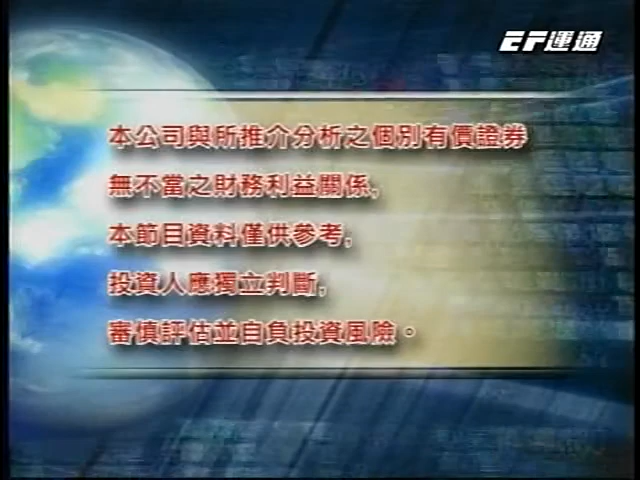 EF運通
本公司與所推介分析之個別有價證券
無不當之財務利益關係,
本節目資料僅供參考,
投資人應獨立判斷,
審慎評估並自負投資風險。